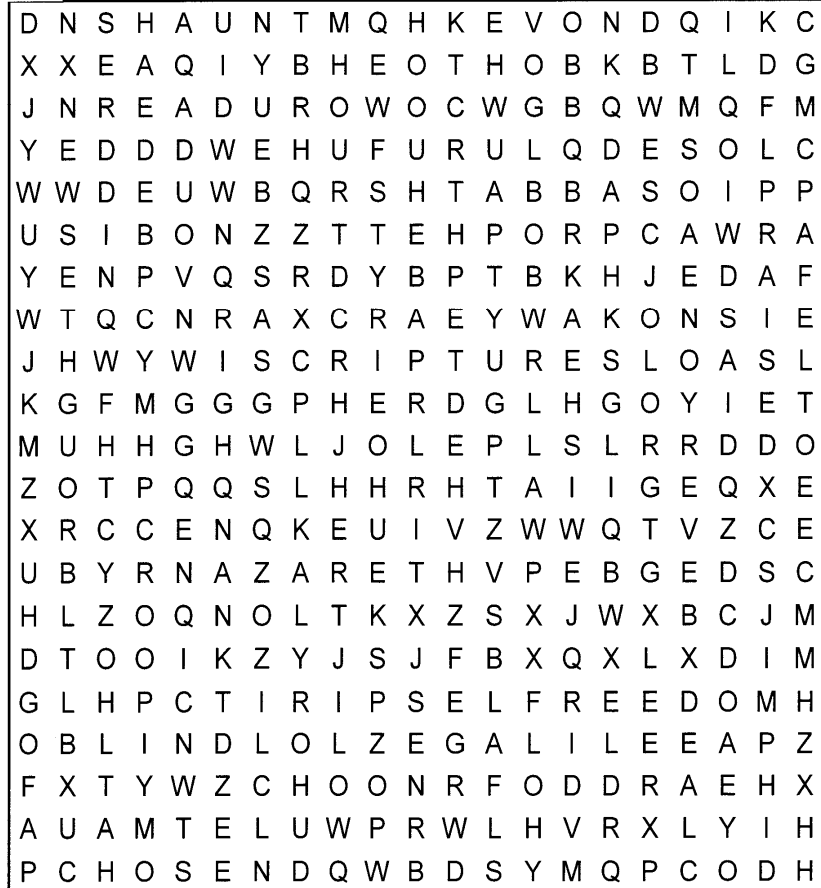 D N S H A U N T M Q H K E V O N D Q I K C
X X E A Q I Y B H E O T H O B K B T L D G
J N R E A D U R O W O C W G B Q W M Q F M
Y E D D D W E H U F U R U L Q D E S O L C
W W D E U W B Q R S H T A B B A S O I P P
U S I B O N Z Z T T E H P O R P C A W R A
Y E N P V Q S R D Y B P T B K H J E D A F
W T Q C N R A X C R A E Y W A K O N S I E
J H W Y W I S C R I P T U R E S L O A S L
K G F M G G G P H E R D G L H G O Y I E T
M U H H G H W L J O L E P L S L R R D D O
Z O T P Q Q S L H H R H T A I I G E Q X E
X R C C E N Q K E U I V Z W W Q T V Z C E
U B Y R N A Z A R E T H V P E B G E D S C
H L Z O Q N O L T K X Z S X J W X B C J M
D T O O I K Z Y J S J F B X Q X L X D I M
G L H P C T I R I P S E L F R E E D O M H
O B L I N D L O L Z E G A L I L E E A P Z
F X T Y W Z C H O O N R F O D D R A E H X
A U A M T E L U W P R W L H V R X L Y I H
P C H O S E N D Q W B D S Y M Q P C O D H